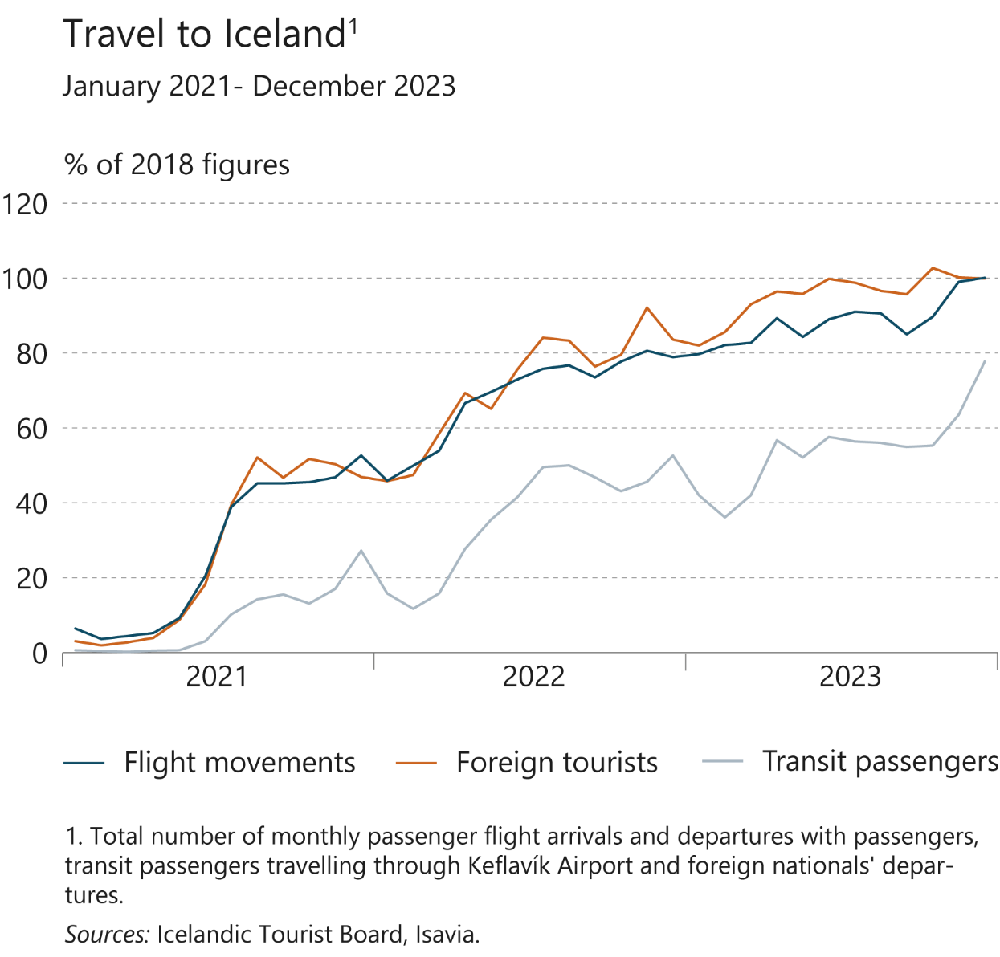 Travel to Iceland¹
January 2021- December 2023
% of 2018 figures
120
100
80
60
40
20
0
2021 2022 2023
Flight movements Foreign tourists Transit passengers
1. Total number of monthly passenger flight arrivals and departures with passengers,
transit passengers travelling through Keflavík Airport and foreign nationals' depar-
tures.
Sources: Icelandic Tourist Board, Isavia.